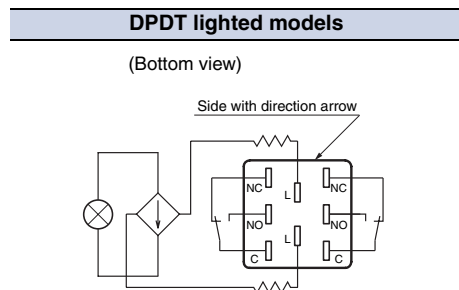 DPDT lighted models
(Bottom view)
Side with direction arrow
NC L NC
NO L NO
C C